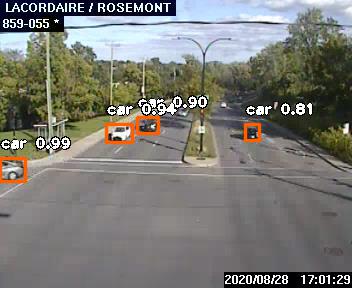 LACORDAIRE / ROSEMONT
859-055 *
car 0.90
car 0.94
car 0.81
car 0.99
2020/08/28 17:01:29